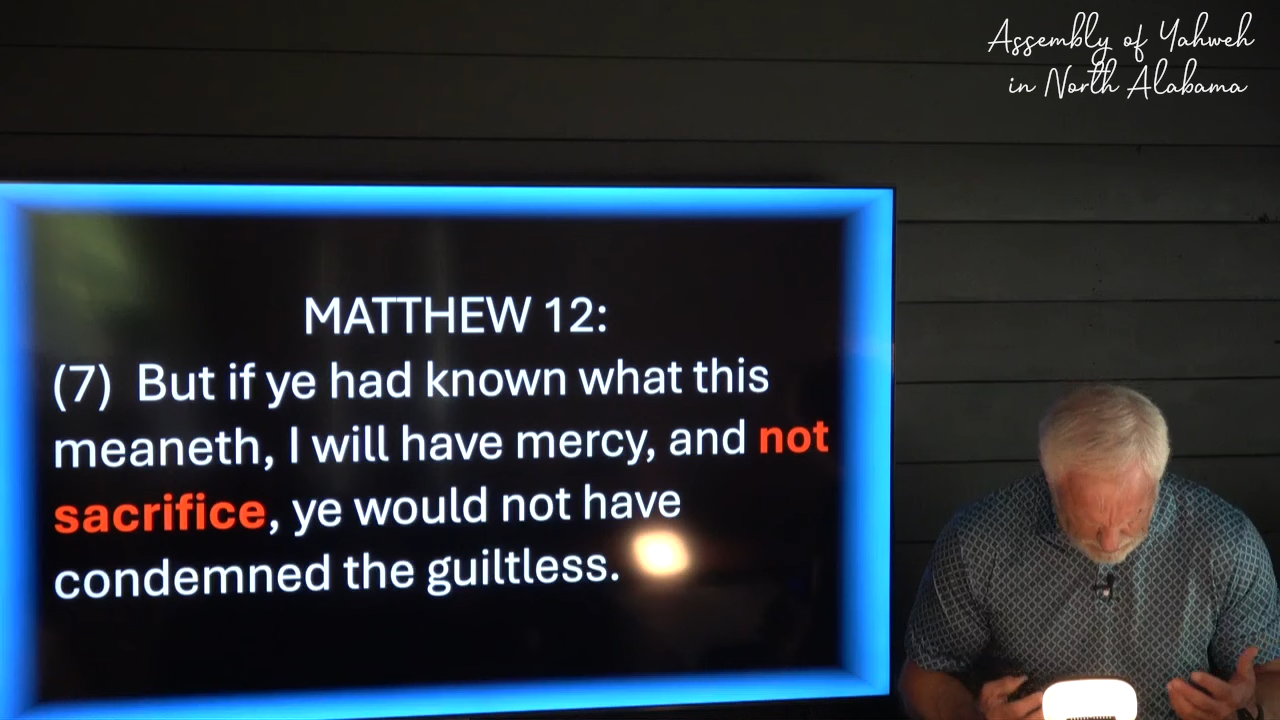 Assembly of Yahweh
in North Alabama
MATTHEW 12:
(7) But if ye had known what this
meaneth, I will have mercy, and not
sacrifice, ye would not have
condemned the guiltless.